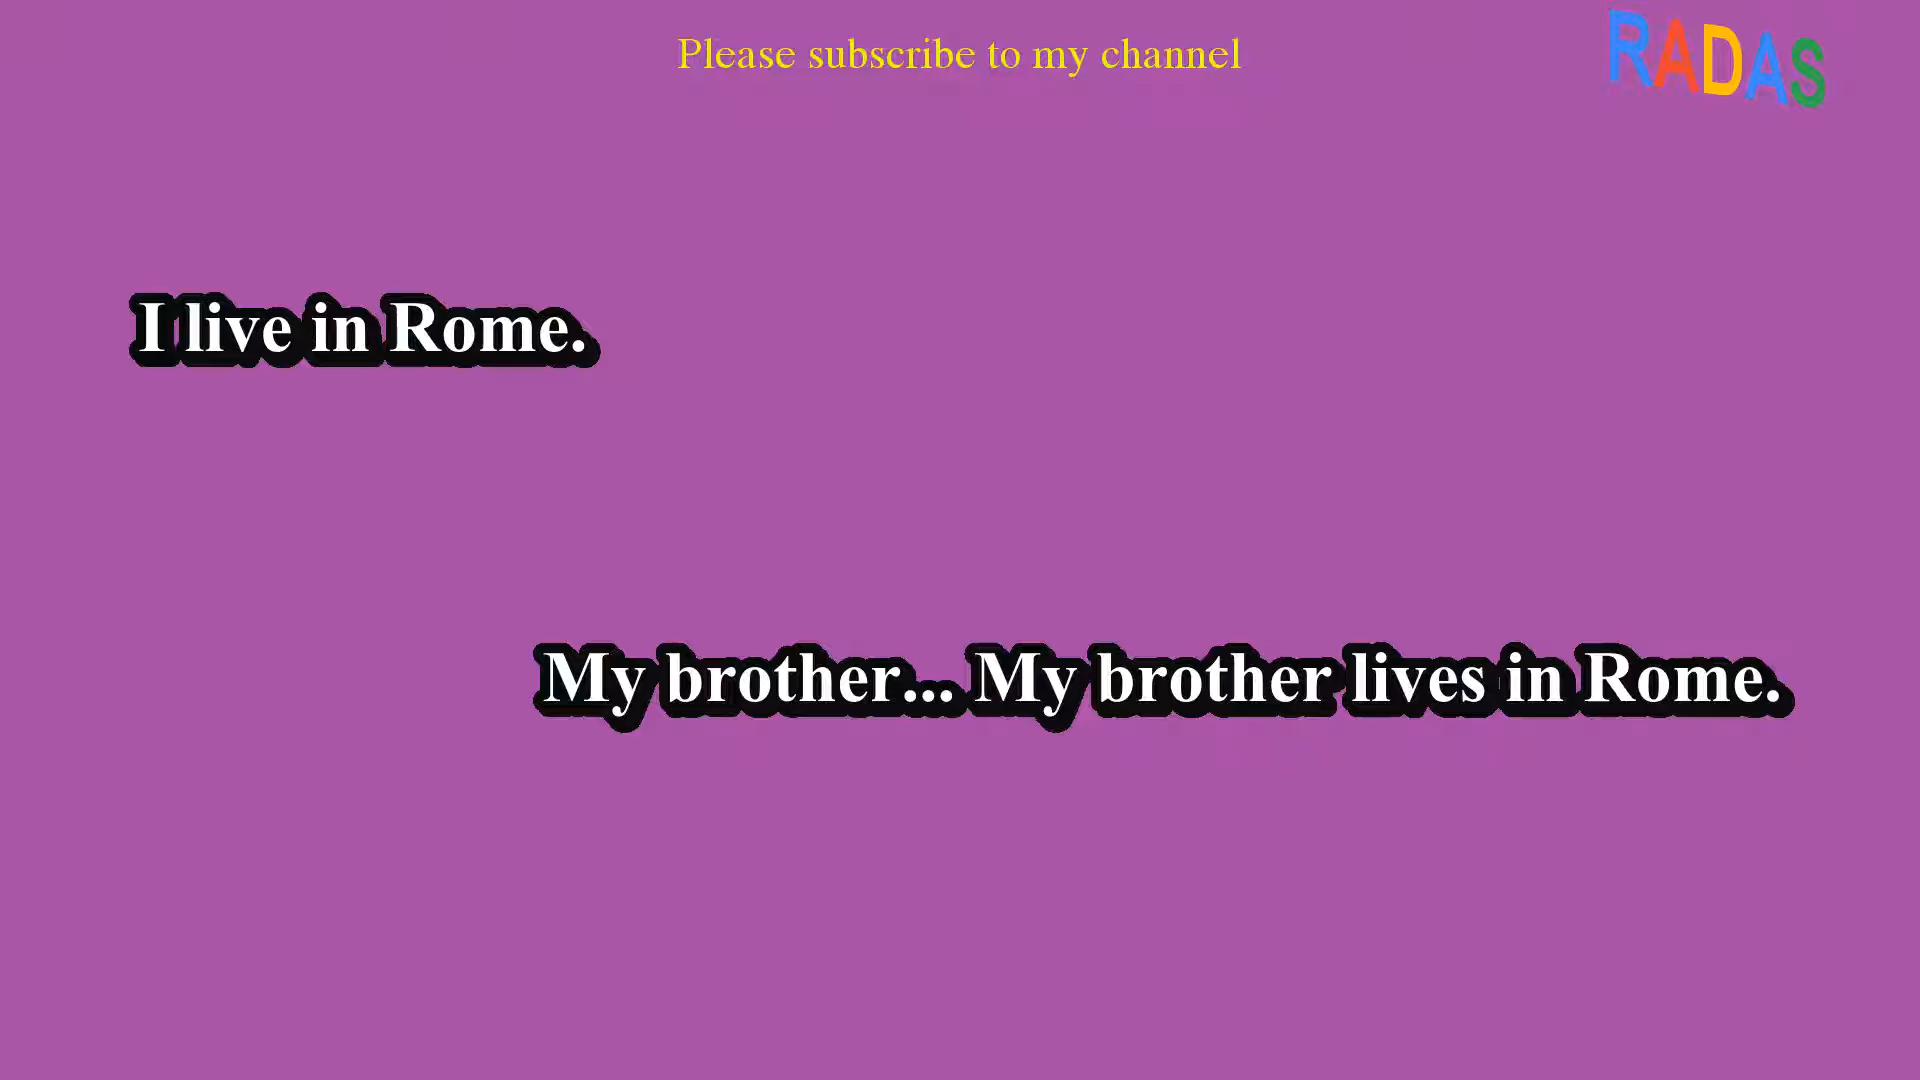 Please subscribe to my channel
RADAS
I live in Rome.
My brother... My brother lives in Rome.